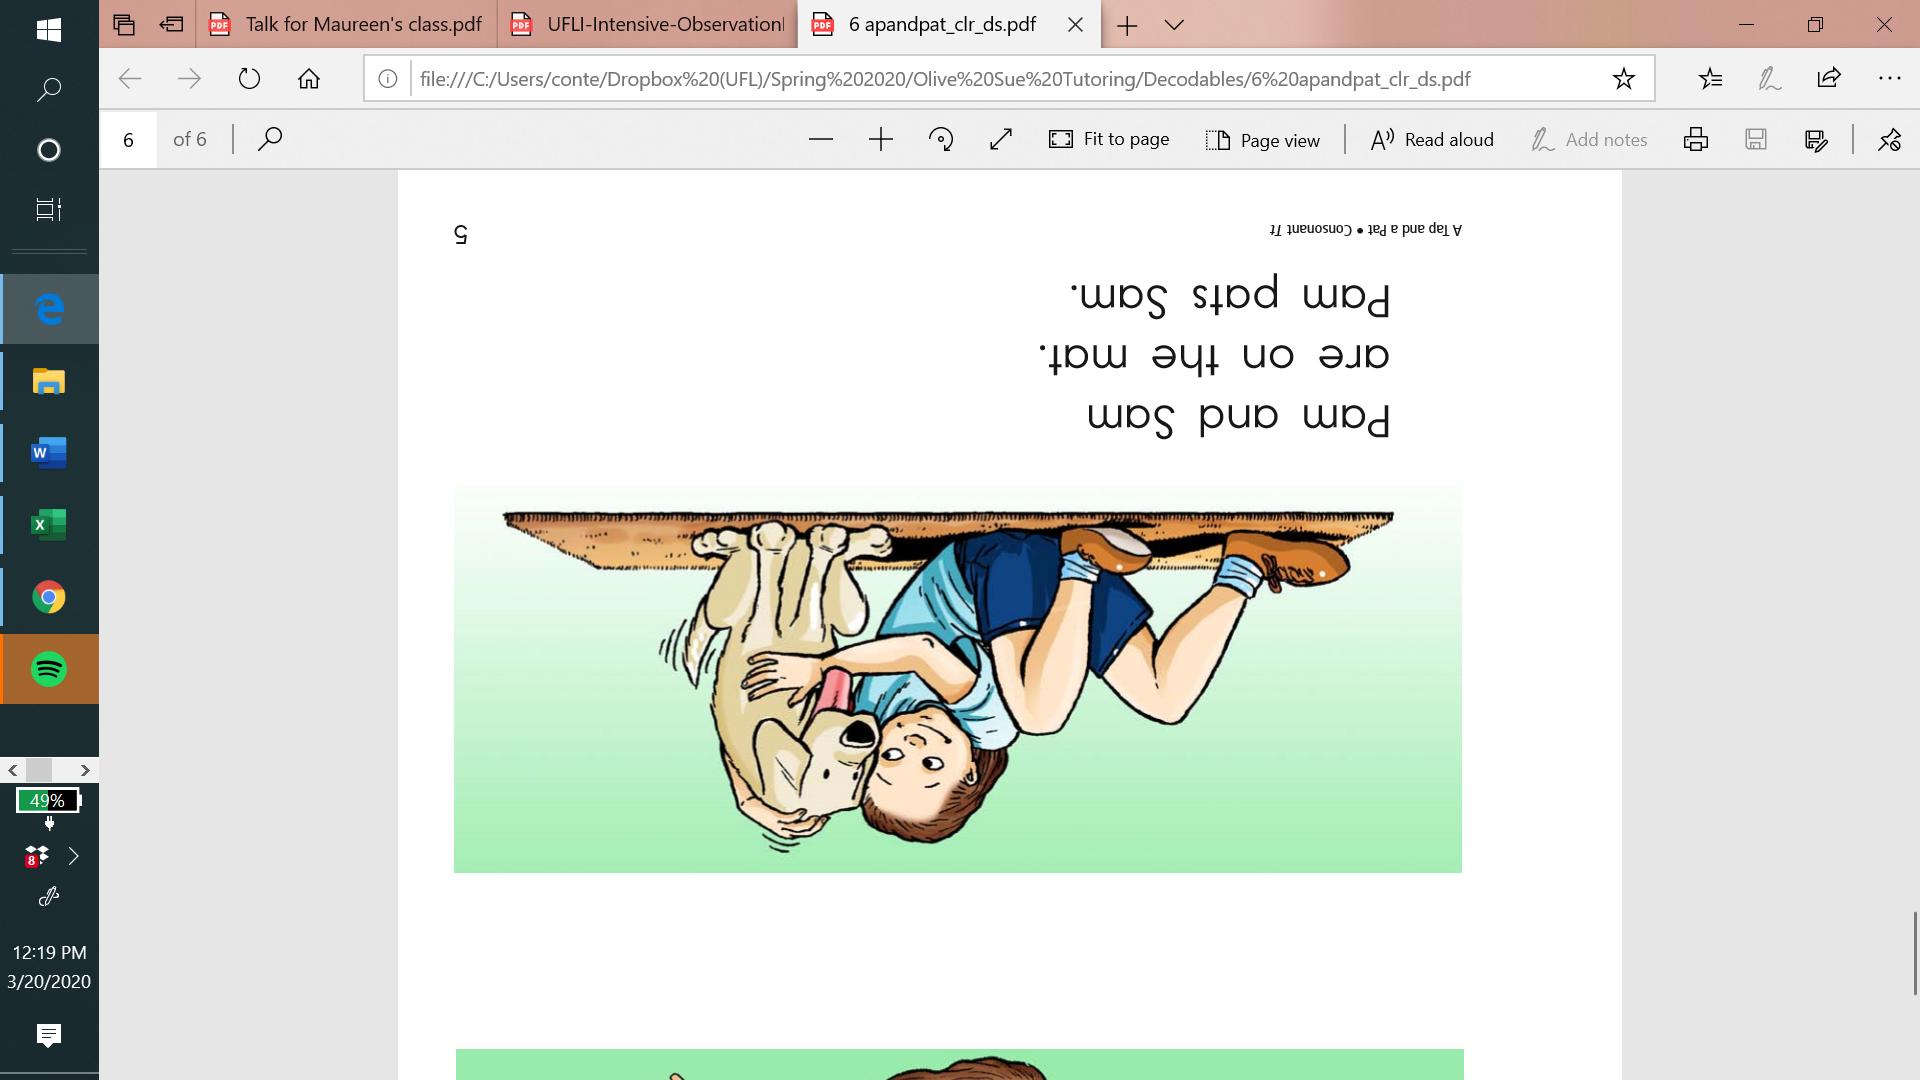 Talk for Maureen's class.pdf
UFLI-Intensive-Observation
6 apandpat_clr_ds.pdf
file:///C:/Users/conte/Dropbox%20(UFL)/Spring%202020/Olive%20Sue%20Tutoring/Decodables/6%20apandpat_clr_ds.pdf
6 of 6
Fit to page
Page view
Read aloud
Add notes
Pam and Sam
are on the mat.
Pam pats Sam.
A Tap and a Pat • Consonant Tt
5
49%
8
12:19 PM
3/20/2020